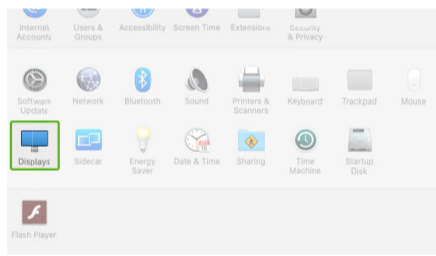 Internet
Accounts
Users &
Groups
Accessibility
Screen Time
Extensions
Security
& Privacy
Software
Update
Network
Bluetooth
Sound
Printers &
Scanners
Keyboard
Trackpad
Mouse
Displays
Sidecar
Energy
Saver
Date & Time
Sharing
Time
Machine
Startup
Disk
Flash Player